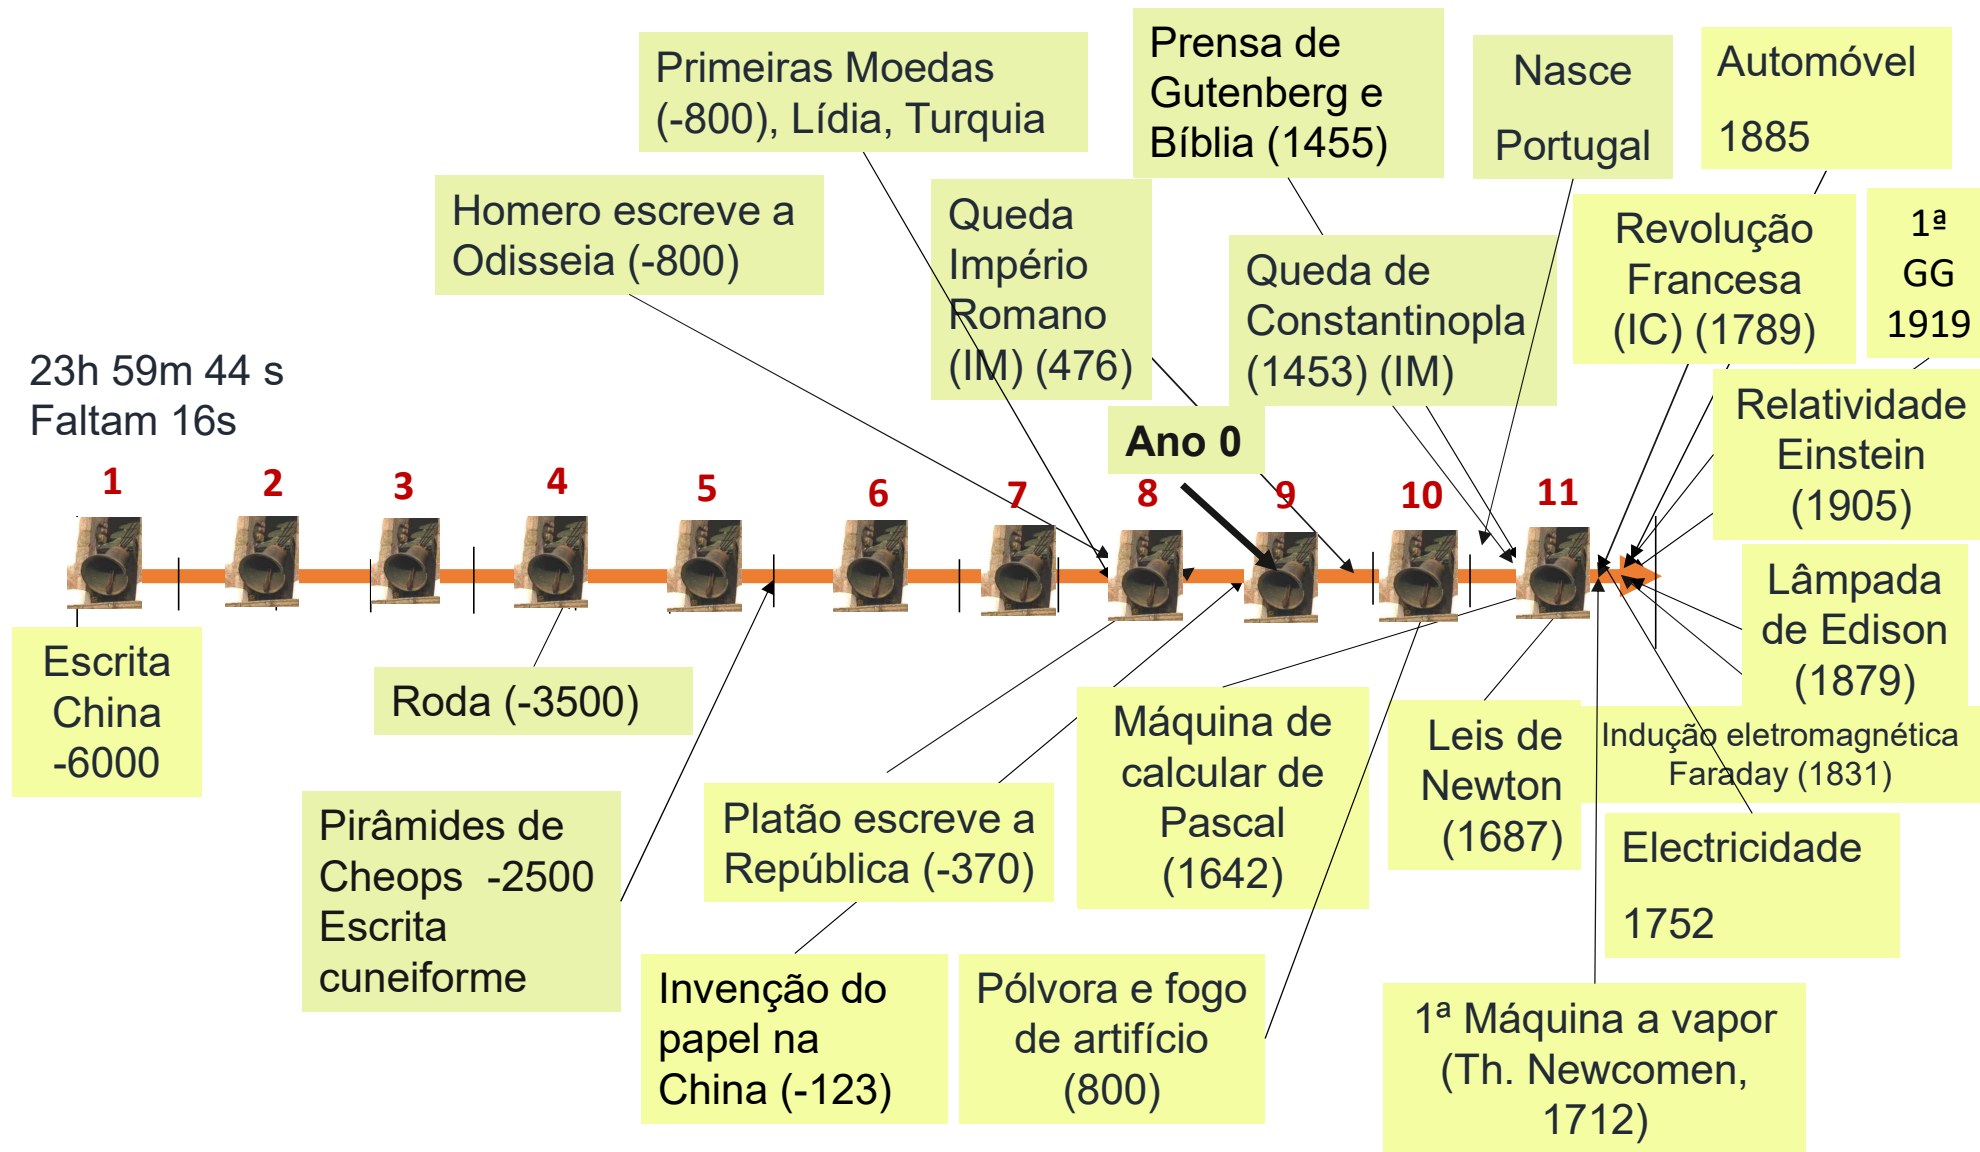 Primeiras Moedas
(-800), Lídia, Turquia
Prensa de
Gutenberg e
Bíblia (1455)
Nasce
Portugal
Automóvel
1885
Homero escreve a
Odisseia (-800)
Queda
Império
Romano
(IM) (476)
Queda de
Constantinopla
(1453) (IM)
Revolução
Francesa
(IC) (1789)
1ª
GG
1919
23h 59m 44 s
Faltam 16s
Ano 0
Relatividade
Einstein
(1905)
1
2
3
4
5
6
7
8
9
10
11
Escrita
China
-6000
Roda (-3500)
Lâmpada
de Edison
(1879)
Pirâmides de
Cheops -2500
Escrita
cuneiforme
Platão escreve a
República (-370)
Máquina de
calcular de
Pascal
(1642)
Leis de
Newton
(1687)
Indução eletromagnética
Faraday (1831)
Electricidade
1752
Invenção do
papel na
China (-123)
Pólvora e fogo
de artifício
(800)
1ª Máquina a vapor
(Th. Newcomen,
1712)